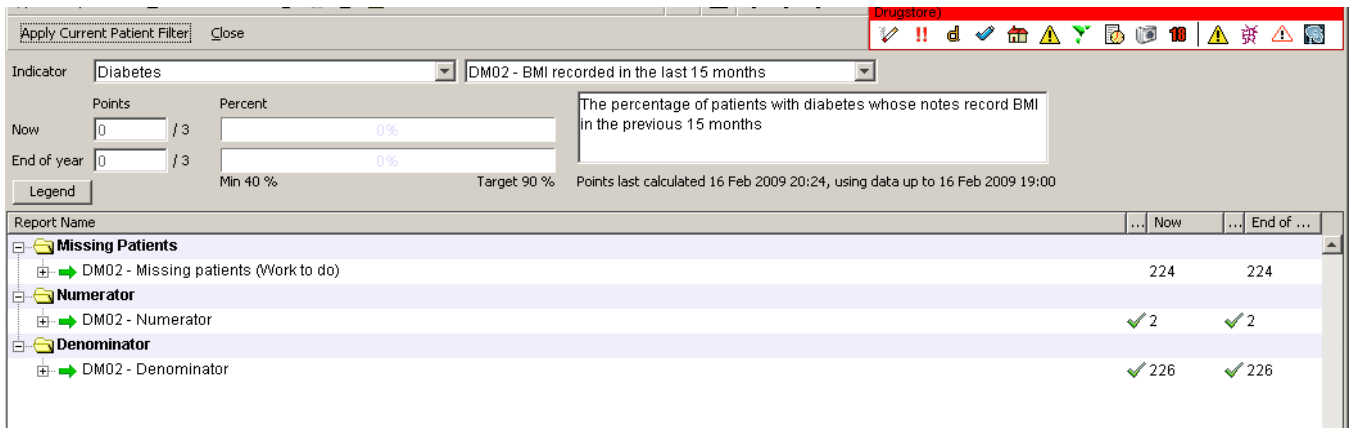 Drugstore)
Apply Current Patient Filter Close
18
Indicator Diabetes DM02 - BMI recorded in the last 15 months
Points Percent
The percentage of patients with diabetes whose notes record BMI
in the previous 15 months
Now 0 / 3 0%
End of year 0 / 3 0%
Min 40 % Target 90 %
Points last calculated 16 Feb 2009 20:24, using data up to 16 Feb 2009 19:00
Legend
Report Name ... Now ... End of ...
Missing Patients
DM02 - Missing patients (Work to do) 224 224
Numerator
DM02 - Numerator 2 2
Denominator
DM02 - Denominator 226 226